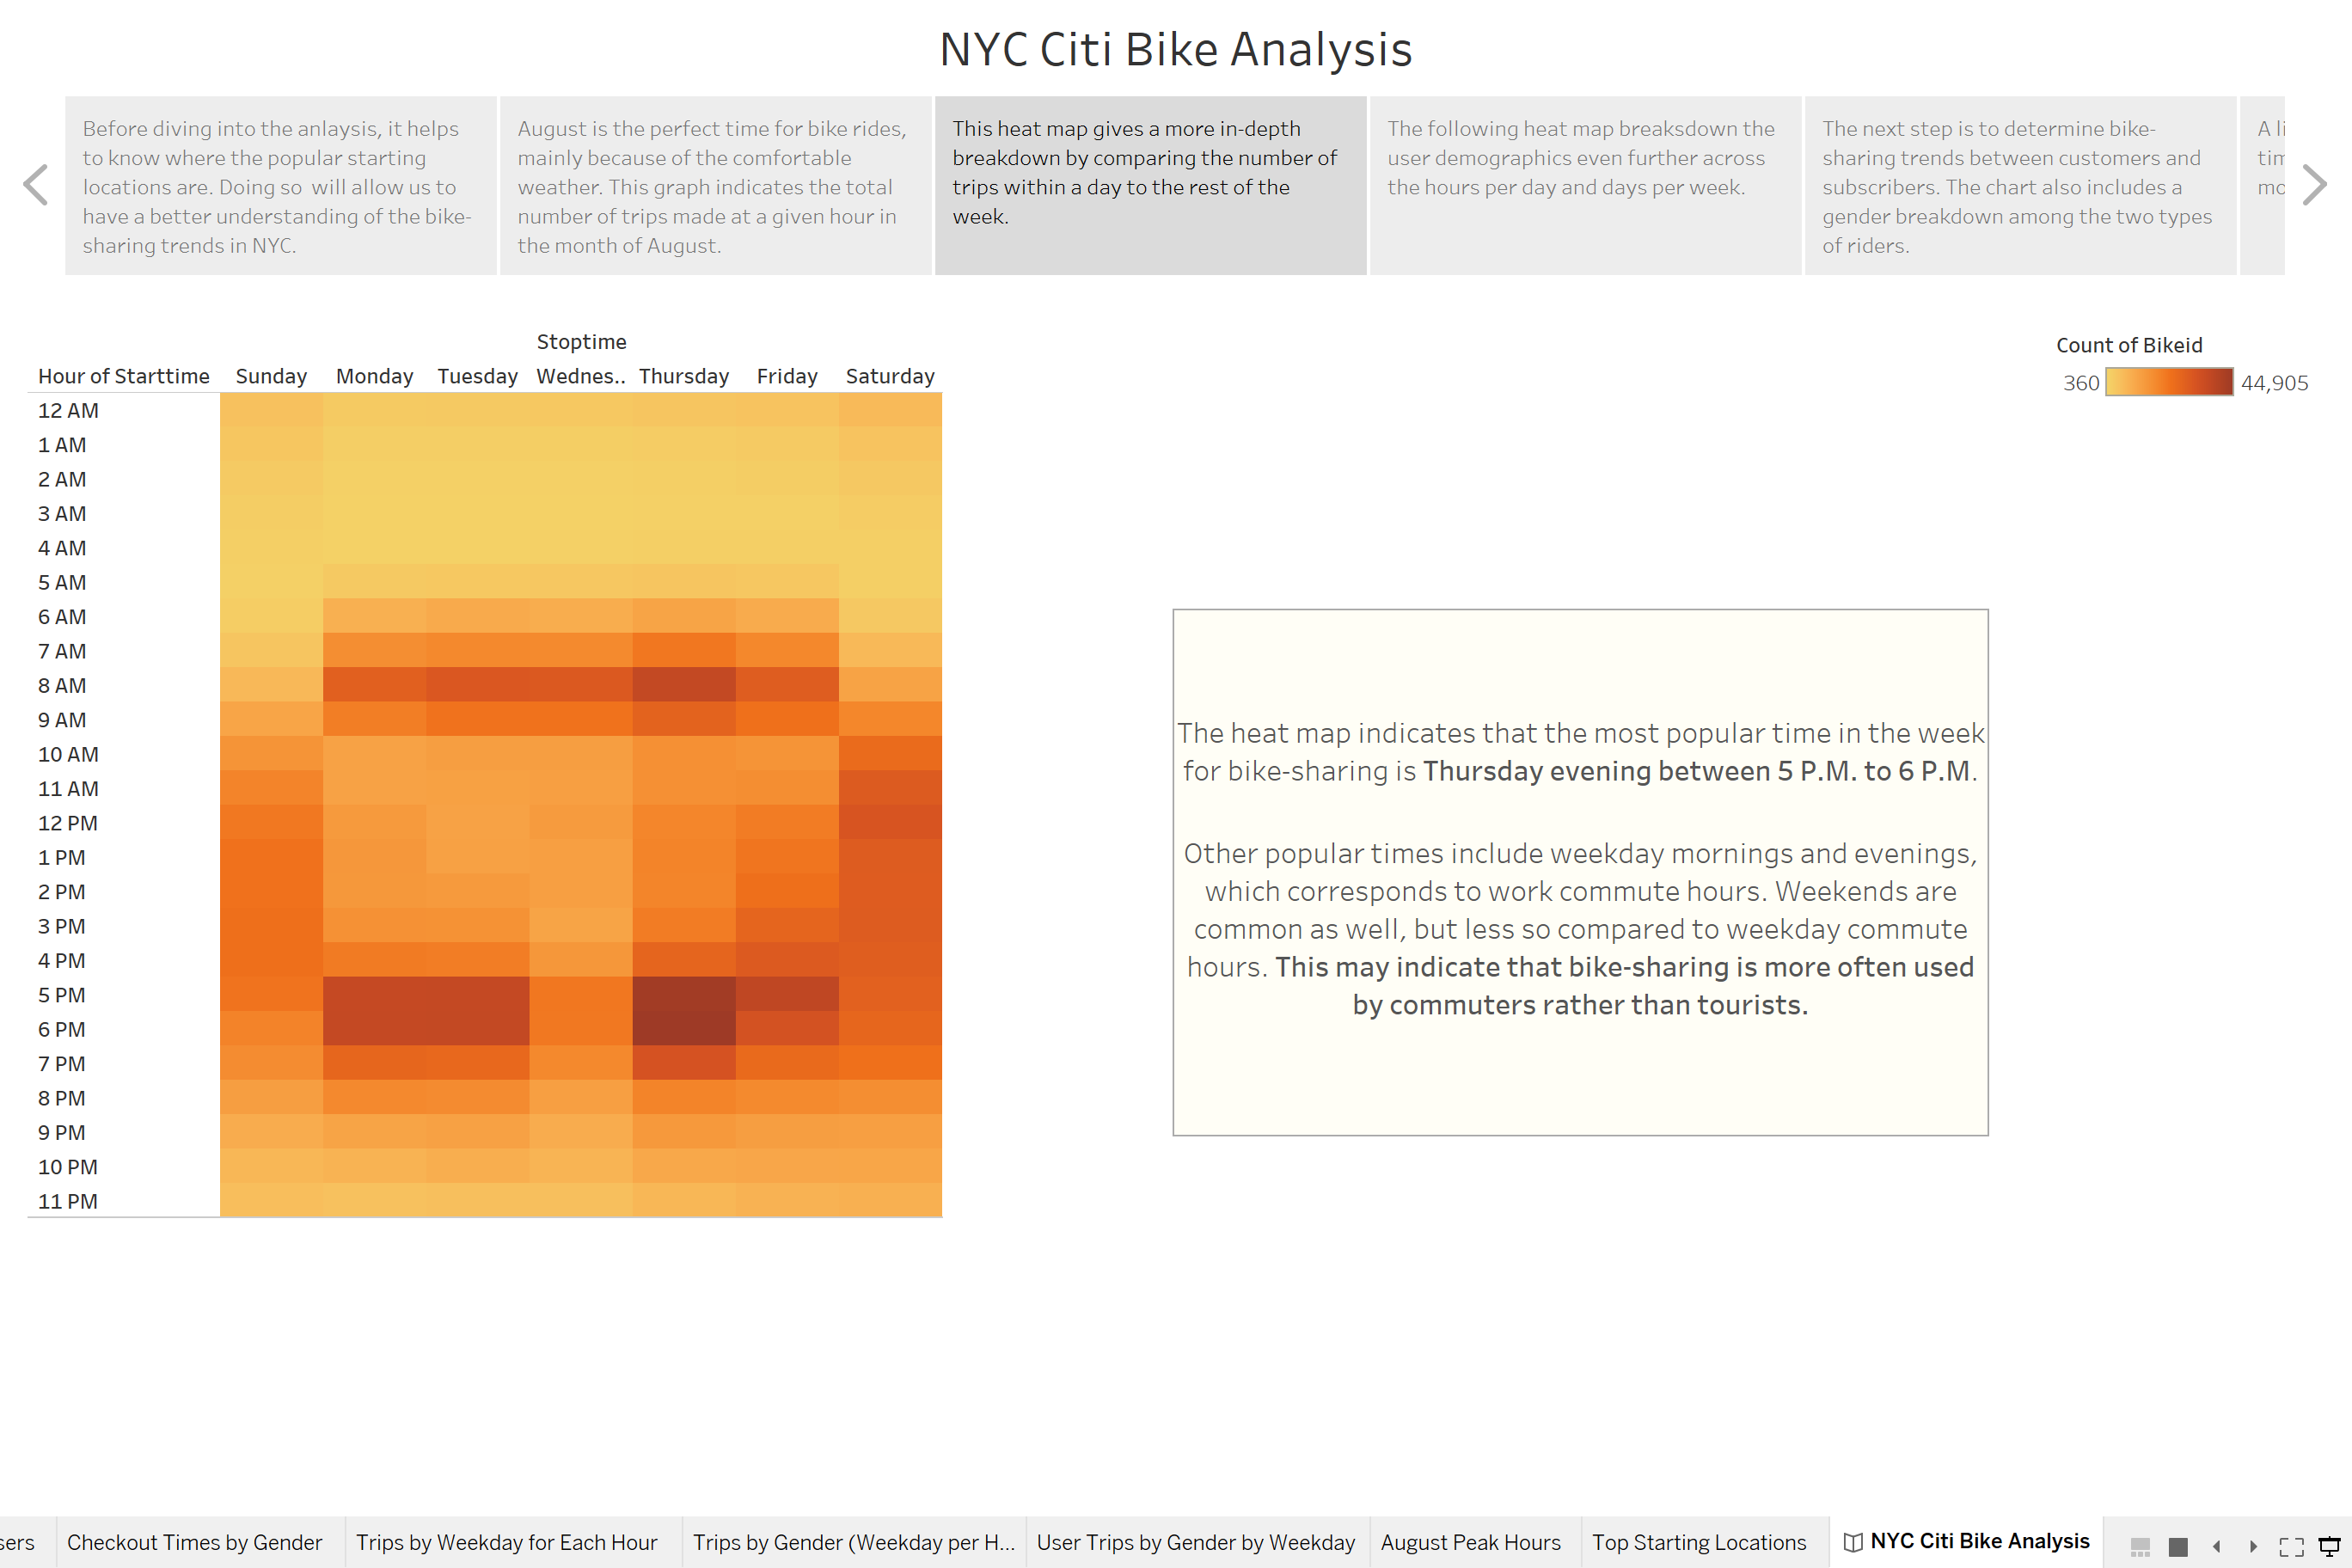 NYC Citi Bike Analysis
Before diving into the anlaysis, it helps
to know where the popular starting
locations are. Doing so  will allow us to
have a better understanding of the bike-
sharing trends in NYC.
August is the perfect time for bike rides,
mainly because of the comfortable
weather. This graph indicates the total
number of trips made at a given hour in
the month of August.
This heat map gives a more in-depth
breakdown by comparing the number of
trips within a day to the rest of the
week.
The following heat map breaksdown the
user demographics even further across
the hours per day and days per week.
The next step is to determine bike-
sharing trends between customers and
subscribers. The chart also includes a
gender breakdown among the two types
of riders.
A
Stoptime
Hour of Starttime Sunday Monday Tuesday Wednes.. Thursday Friday Saturday
12 AM
1 AM
2 AM
3 AM
4 AM
5 AM
6 AM
7 AM
8 AM
9 AM
10 AM
11 AM
12 PM
1 PM
2 PM
3 PM
4 PM
5 PM
6 PM
7 PM
8 PM
9 PM
10 PM
11 PM
Count of Bikeid
360 44,905
The heat map indicates that the most popular time in the week
for bike-sharing is Thursday evening between 5 P.M. to 6 P.M.
Other popular times include weekday mornings and evenings,
which corresponds to work commute hours. Weekends are
common as well, but less so compared to weekday commute
hours. This may indicate that bike-sharing is more often used
by commuters rather than tourists.
sers Checkout Times by Gender Trips by Weekday for Each Hour Trips by Gender (Weekday per H... User Trips by Gender by Weekday August Peak Hours Top Starting Locations NYC Citi Bike Analysis